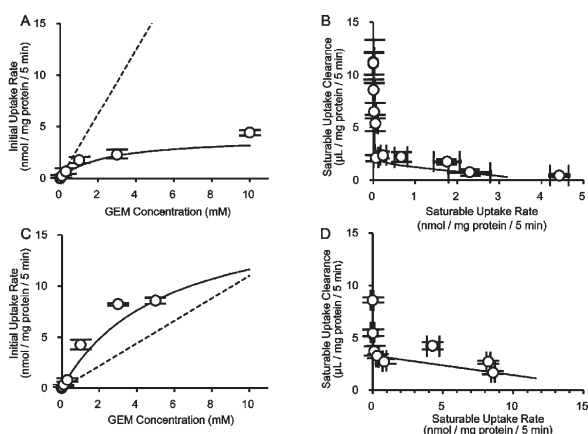 A
Initial Uptake Rate
(nmol / mg protein / 5 min)
15
10
5
0
0 2 4 6 8 10
GEM Concentration (mM)
B
Saturable Uptake Clearance
(μL / mg protein / 5 min)
15
10
5
0
0 1 2 3 4 5
Saturable Uptake Rate
(nmol / mg protein / 5 min)
C
Initial Uptake Rate
(nmol / mg protein / 5 min)
15
10
5
0
0 2 4 6 8 10
GEM Concentration (mM)
D
Saturable Uptake Clearance
(μL / mg protein / 5 min)
15
10
5
0
0 5 10 15
Saturable Uptake Rate
(nmol / mg protein / 5 min)